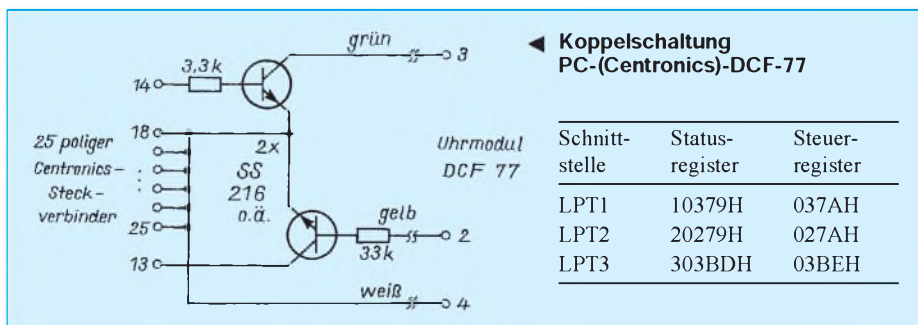 grün
3
3,3k
14
18
25 poliger
Centronics-
Steck-
verbinder
25
13
2x
SS
216
o.ä.
gelb
33k
2
weiß
4
Uhrmodul
DCF 77
◄ Koppelschaltung
PC-(Centronics)-DCF-77
Schnitt- Status- Steuer-
stelle register register
LPT1 10379H 037AH
LPT2 20279H 027AH
LPT3 303BDH 03BEH